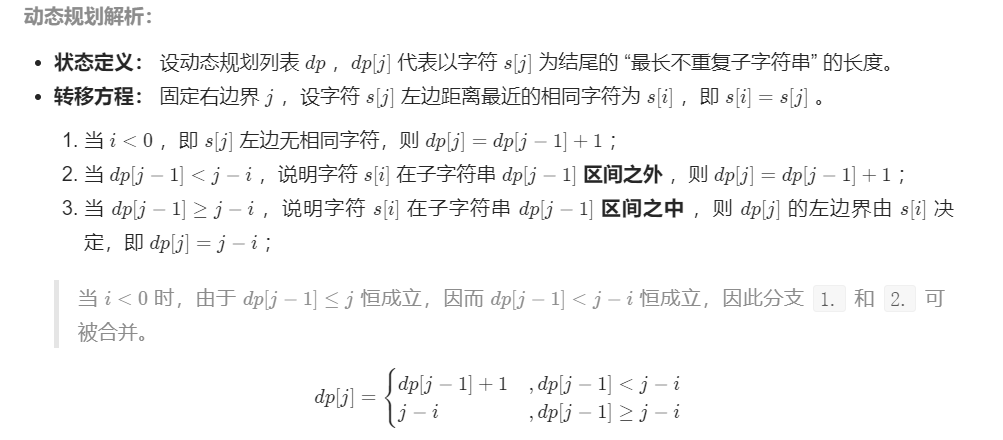 动态规划解析：
• 状态定义： 设动态规划列表 dp ，dp[j] 代表以字符 s[j] 为结尾的 “最长不重复子字符串” 的长度。
• 转移方程： 固定右边界 j ，设字符 s[j] 左边距离最近的相同字符为 s[i] ，即 s[i] = s[j] 。
1. 当 i < 0 ，即 s[j] 左边无相同字符，则 dp[j] = dp[j − 1] + 1 ；
2. 当 dp[j − 1] < j − i ，说明字符 s[i] 在子字符串 dp[j − 1] 区间之外 ，则 dp[j] = dp[j − 1] + 1 ；
3. 当 dp[j − 1] ≥ j − i ，说明字符 s[i] 在子字符串 dp[j − 1] 区间之中 ，则 dp[j] 的左边界由 s[i] 决
定，即 dp[j] = j − i ；
当 i < 0 时，由于 dp[j − 1] ≤ j 恒成立，因而 dp[j − 1] < j − i 恒成立，因此分支 1. 和 2. 可
被合并。
dp[j] = { dp[j − 1] + 1 , dp[j − 1] < j − i
j − i , dp[j − 1] ≥ j − i